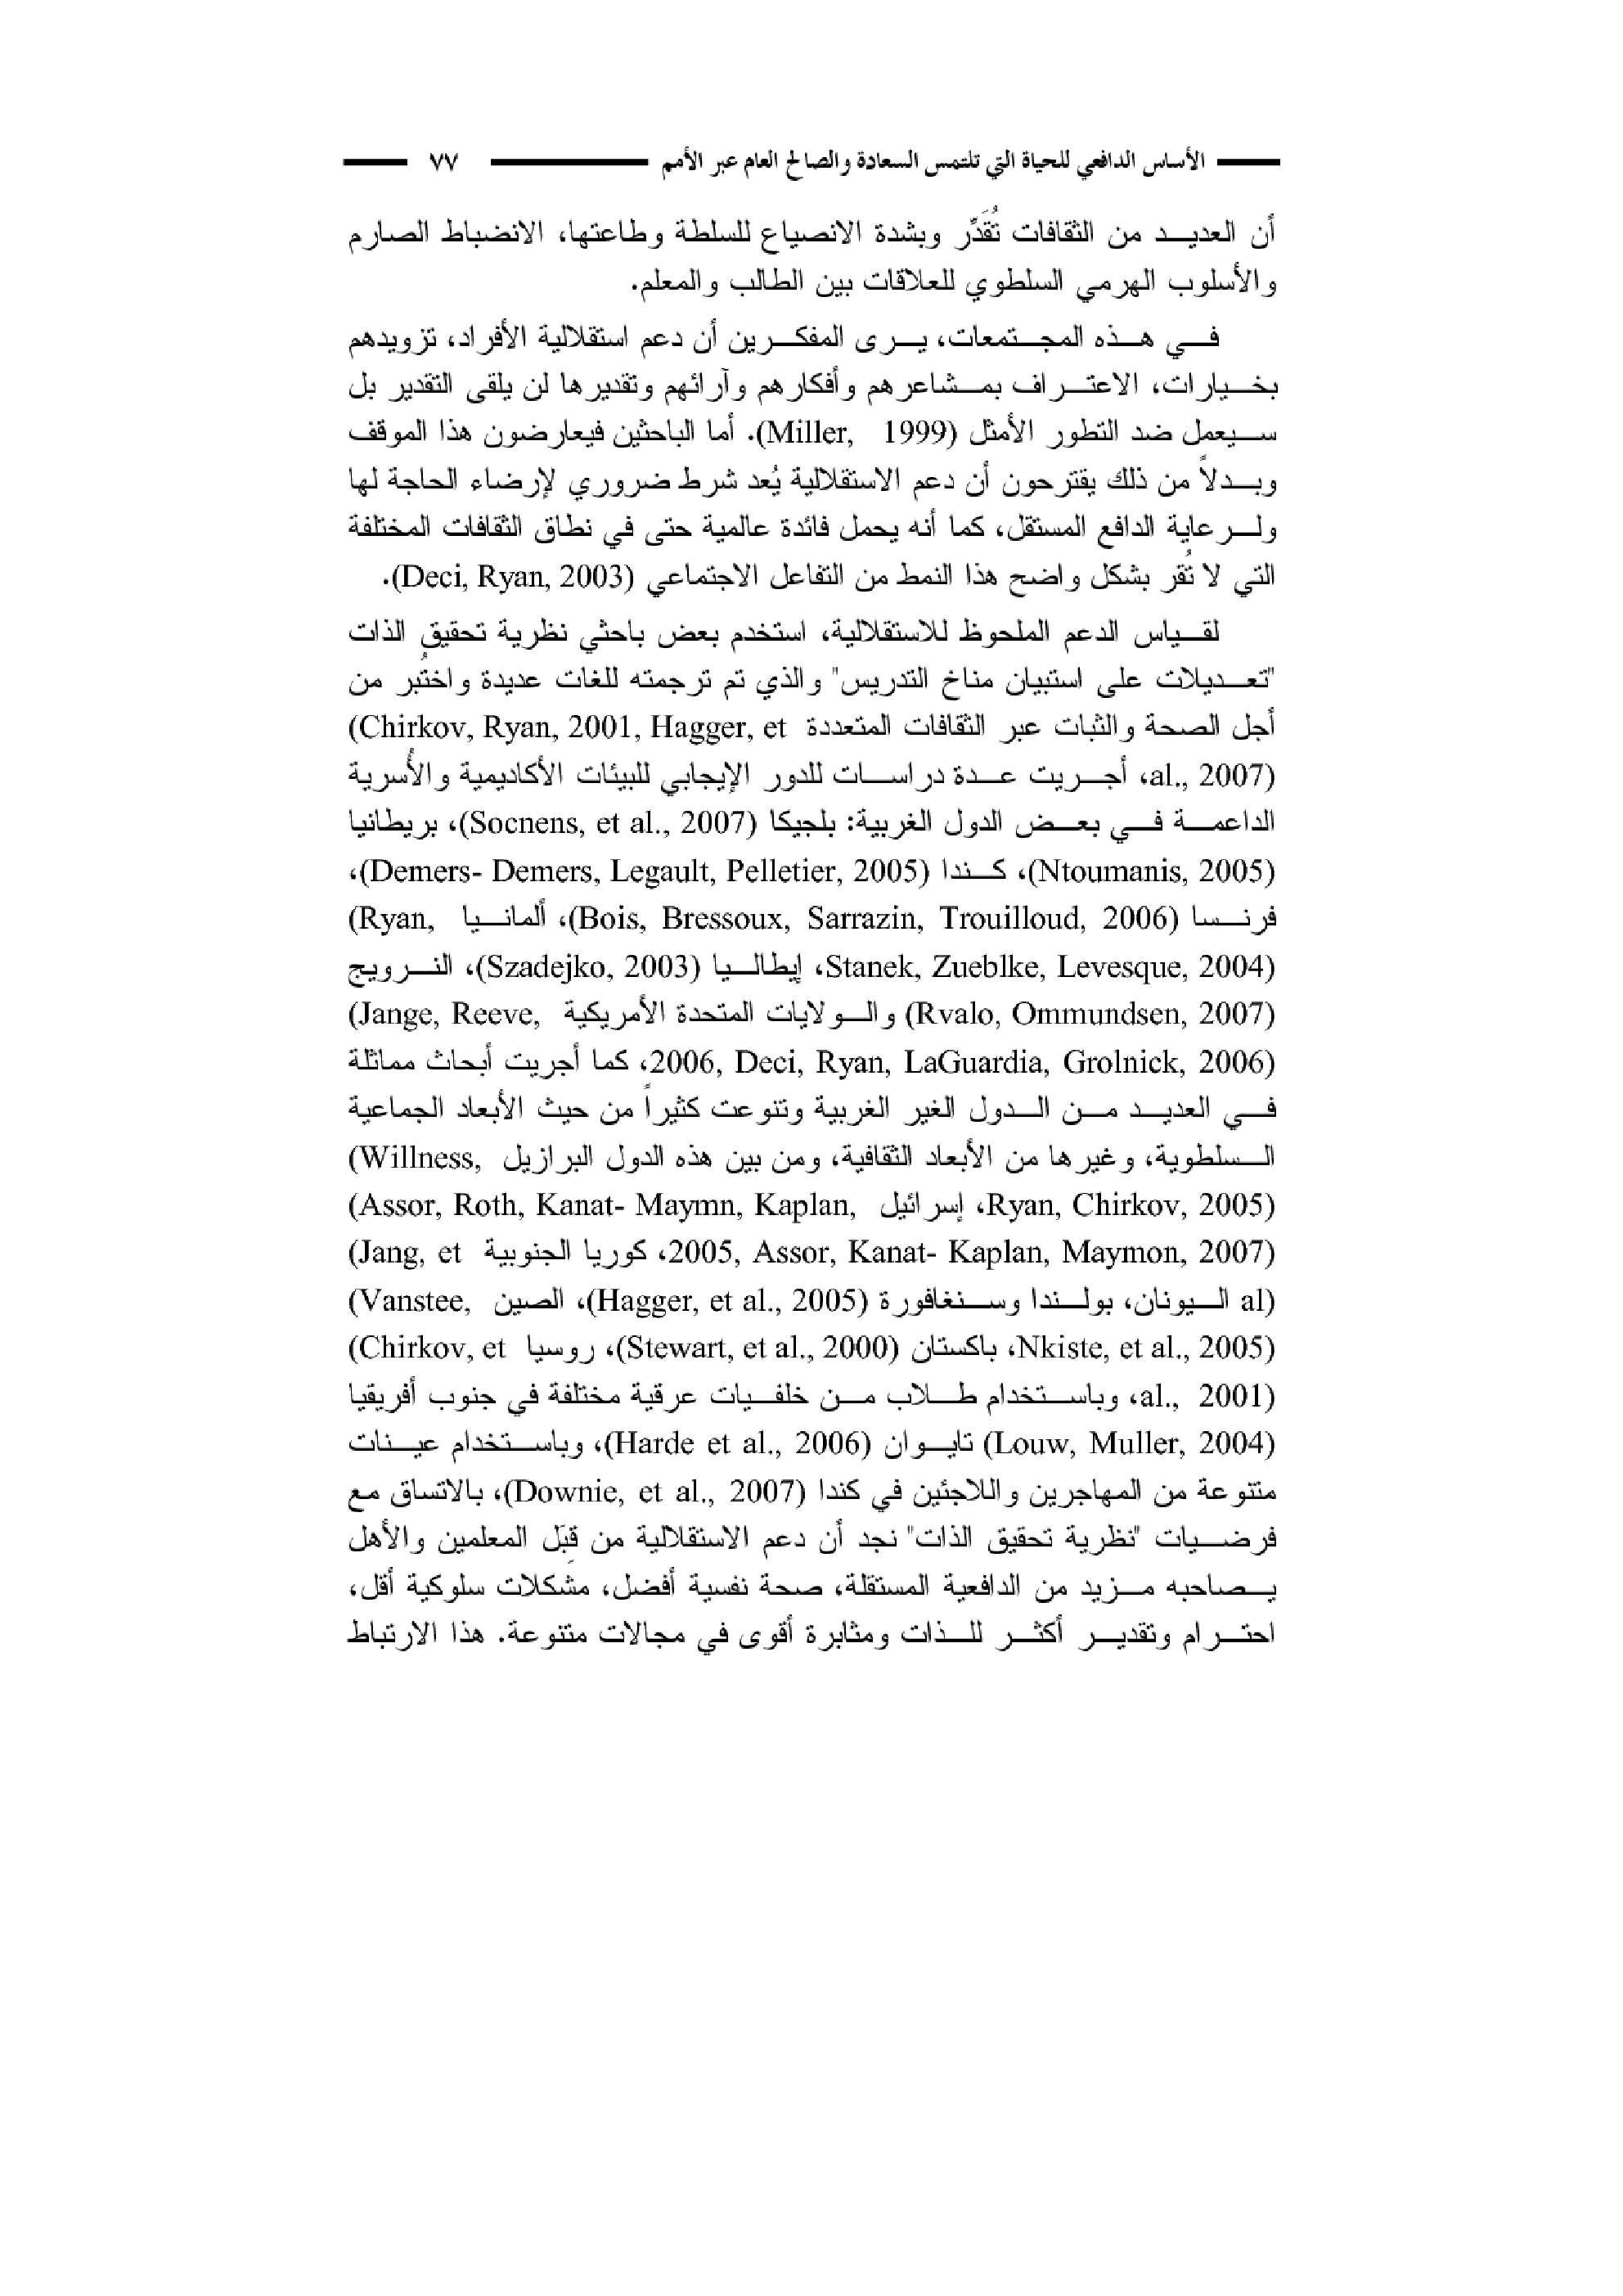 الأساس الدافعي للحياة التي تلتمس السعادة والصالح العام عبر الأمم ٧٧
أن العديد من الثقافات تُقَدِّر وبشدة الانصياع للسلطة وطاعتها، الانضباط الصارم
والأسلوب الهرمي السلطوي للعلاقات بين الطالب والمعلم.
في هذه المجتمعات، يرى المفكرين أن دعم استقلالية الأفراد، تزويدهم
بخيارات، الاعتراف بمشاعرهم وأفكارهم وآرائهم وتقديرها لن يلقى التقدير بل
سيعمل ضد التطور الأمثل (Miller, 1999). أما الباحثين فيعارضون هذا الموقف
وبدلاً من ذلك يقترحون أن دعم الاستقلالية يُعد شرط ضروري لإرضاء الحاجة لها
ولرعاية الدافع المستقل، كما أنه يحمل فائدة عالمية حتى في نطاق الثقافات المختلفة
التي لا تُقر بشكل واضح هذا النمط من التفاعل الاجتماعي (Deci, Ryan, 2003).
لقياس الدعم الملحوظ للاستقلالية، استخدم بعض باحثي نظرية تحقيق الذات
"تعديلات على استبيان مناخ التدريس" والذي تم ترجمته للغات عديدة واختُبر من
أجل الصحة والثبات عبر الثقافات المتعددة (Chirkov, Ryan, 2001, Hagger, et
al., 2007)، أجريت عدة دراسات للدور الإيجابي للبيئات الأكاديمية والأُسرية
الداعمة في بعض الدول الغربية: بلجيكا (Socnens, et al., 2007)، بريطانيا
(Ntoumanis, 2005)، كندا (Demers- Demers, Legault, Pelletier, 2005)،
فرنسا (Bois, Bressoux, Sarrazin, Trouilloud, 2006)، ألمانيا (Ryan,
Stanek, Zueblke, Levesque, 2004)، إيطاليا (Szadejko, 2003)، النرويج
(Rvalo, Ommundsen, 2007) والولايات المتحدة الأمريكية (Jange, Reeve,
2006, Deci, Ryan, LaGuardia, Grolnick, 2006)، كما أجريت أبحاث مماثلة
في العديد من الدول الغير الغربية وتنوعت كثيراً من حيث الأبعاد الجماعية
السلطوية، وغيرها من الأبعاد الثقافية، ومن بين هذه الدول البرازيل (Willness,
Ryan, Chirkov, 2005)، إسرائيل (Assor, Roth, Kanat- Maymn, Kaplan,
2005, Assor, Kanat- Kaplan, Maymon, 2007)، كوريا الجنوبية (Jang, et
al) اليونان، بولندا وسنغافورة (Hagger, et al., 2005)، الصين (Vanstee,
Nkiste, et al., 2005)، باكستان (Stewart, et al., 2000)، روسيا (Chirkov, et
al., 2001)، وباستخدام طلاب من خلفيات عرقية مختلفة في جنوب أفريقيا
(Louw, Muller, 2004) تايوان (Harde et al., 2006)، وباستخدام عينات
متنوعة من المهاجرين واللاجئين في كندا (Downie, et al., 2007)، بالاتساق مع
فرضيات "نظرية تحقيق الذات" نجد أن دعم الاستقلالية من قِبَل المعلمين والأهل
يصاحبه مزيد من الدافعية المستقلة، صحة نفسية أفضل، مشكلات سلوكية أقل،
احترام وتقدير أكثر للذات ومثابرة أقوى في مجالات متنوعة. هذا الارتباط